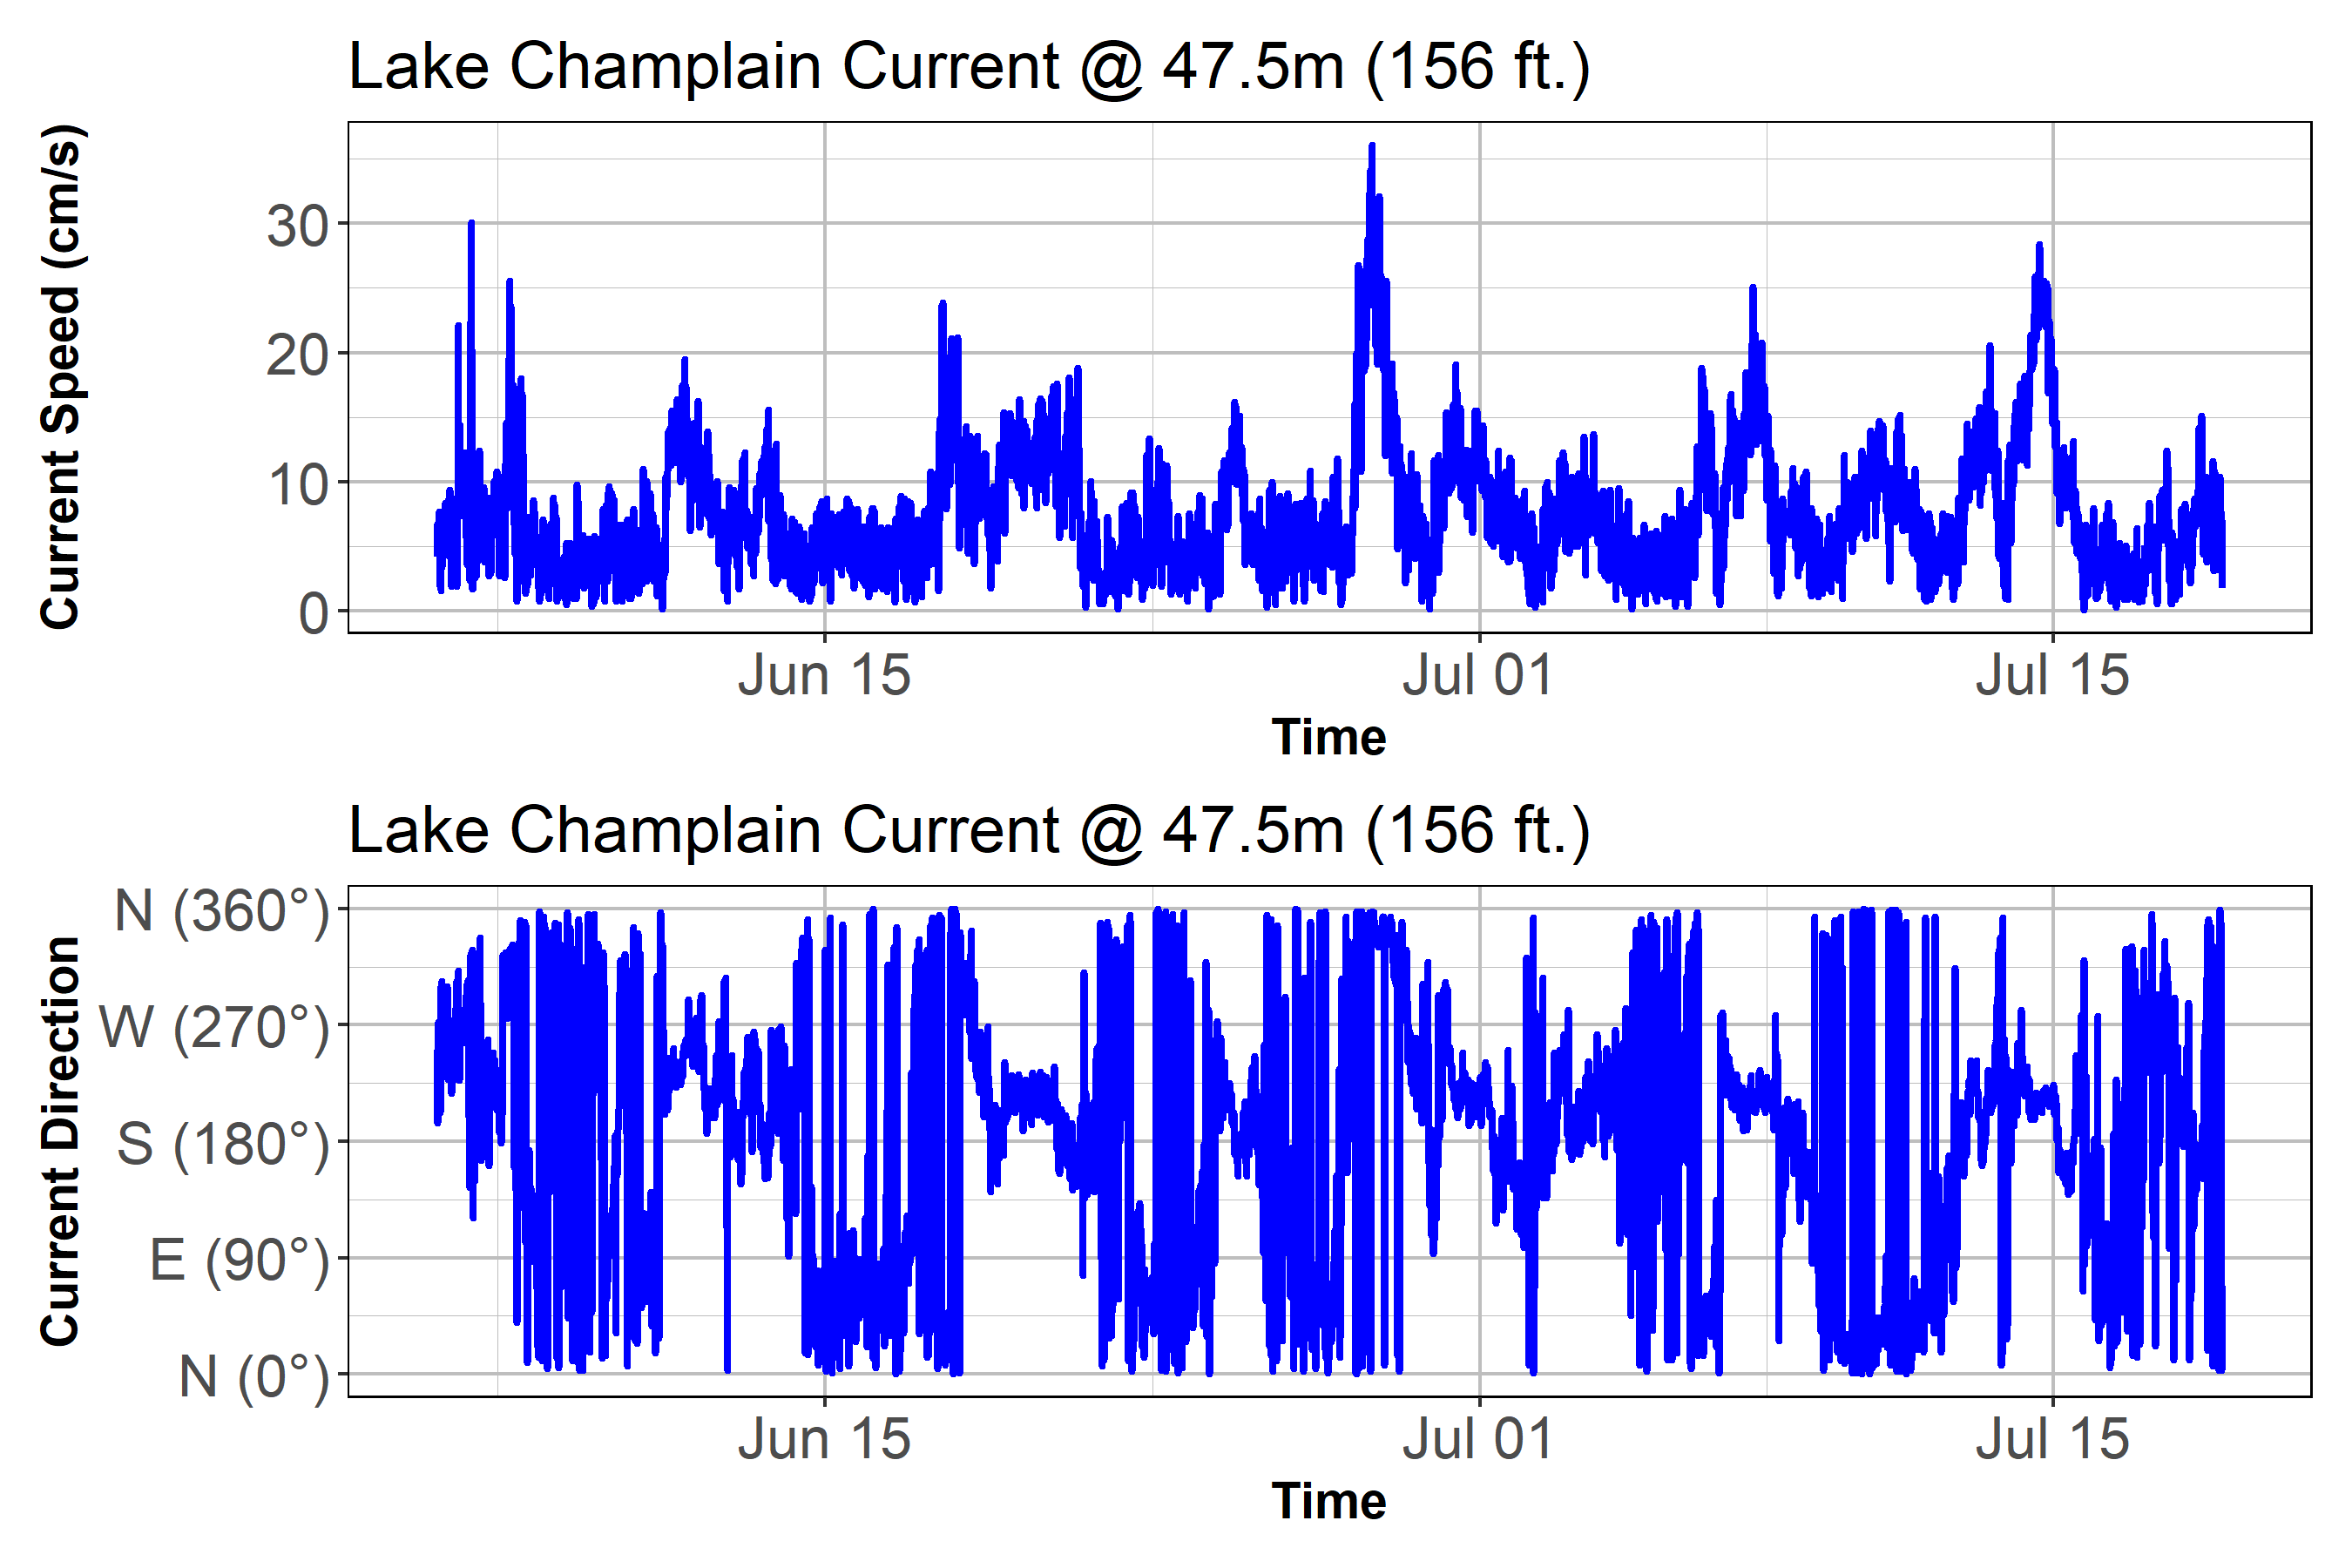 Lake Champlain Current @ 47.5m (156 ft.)
Current Speed (cm/s)
30
20
10
0
Jun 15
Jul 01
Jul 15
Time
Lake Champlain Current @ 47.5m (156 ft.)
Current Direction
N (360°)
W (270°)
S (180°)
E (90°)
N (0°)
Jun 15
Jul 01
Jul 15
Time